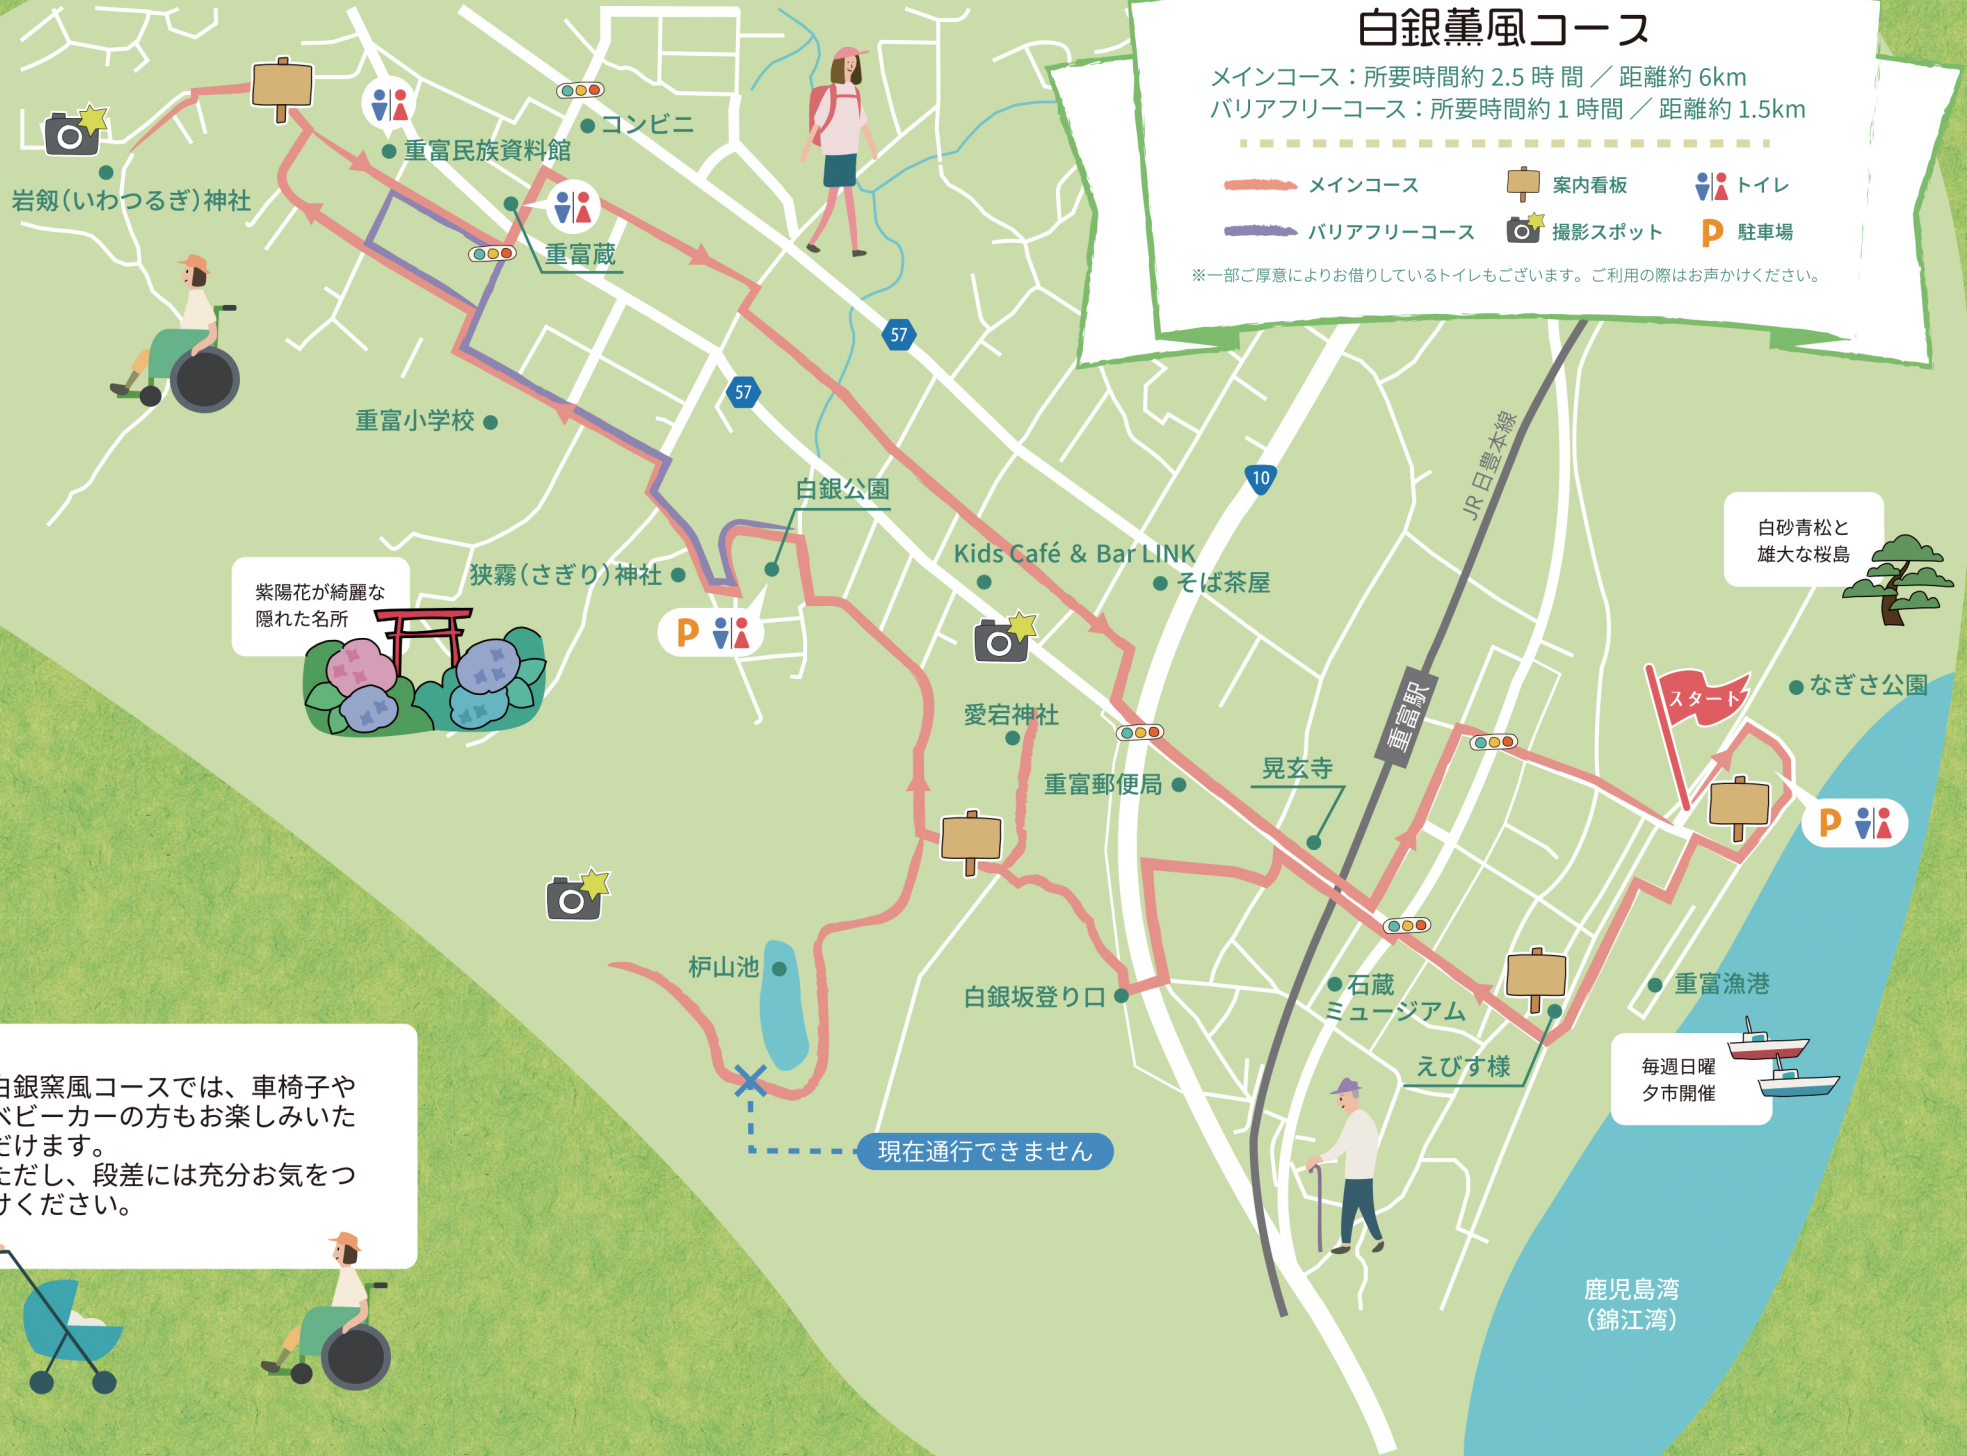 白銀薫風コース
メインコース：所要時間約 2.5 時 間 ／ 距離約 6km
バリアフリーコース：所要時間約 1 時間 ／ 距離約 1.5km
メインコース
案内看板
トイレ
バリアフリーコース
撮影スポット
P 駐車場
※一部ご厚意によりお借りしているトイレもございます。ご利用の際はお声かけください。
コンビニ
重富民族資料館
岩剱(いわつるぎ)神社
重富蔵
57
57
重富小学校
白銀公園
10
JR 日豊本線
白砂青松と
雄大な桜島
Kids Café & Bar LINK
そば茶屋
狭霧(さぎり)神社
紫陽花が綺麗な
隠れた名所
P
重富駅
スタート
なぎさ公園
愛宕神社
重富郵便局
晃玄寺
P
枦山池
白銀坂登り口
石蔵
ミュージアム
重富漁港
えびす様
毎週日曜
夕市開催
現在通行できません
白銀窯風コースでは、車椅子や
ベビーカーの方もお楽しみいた
だけます。
ただし、段差には充分お気をつ
けください。
鹿児島湾
(錦江湾)